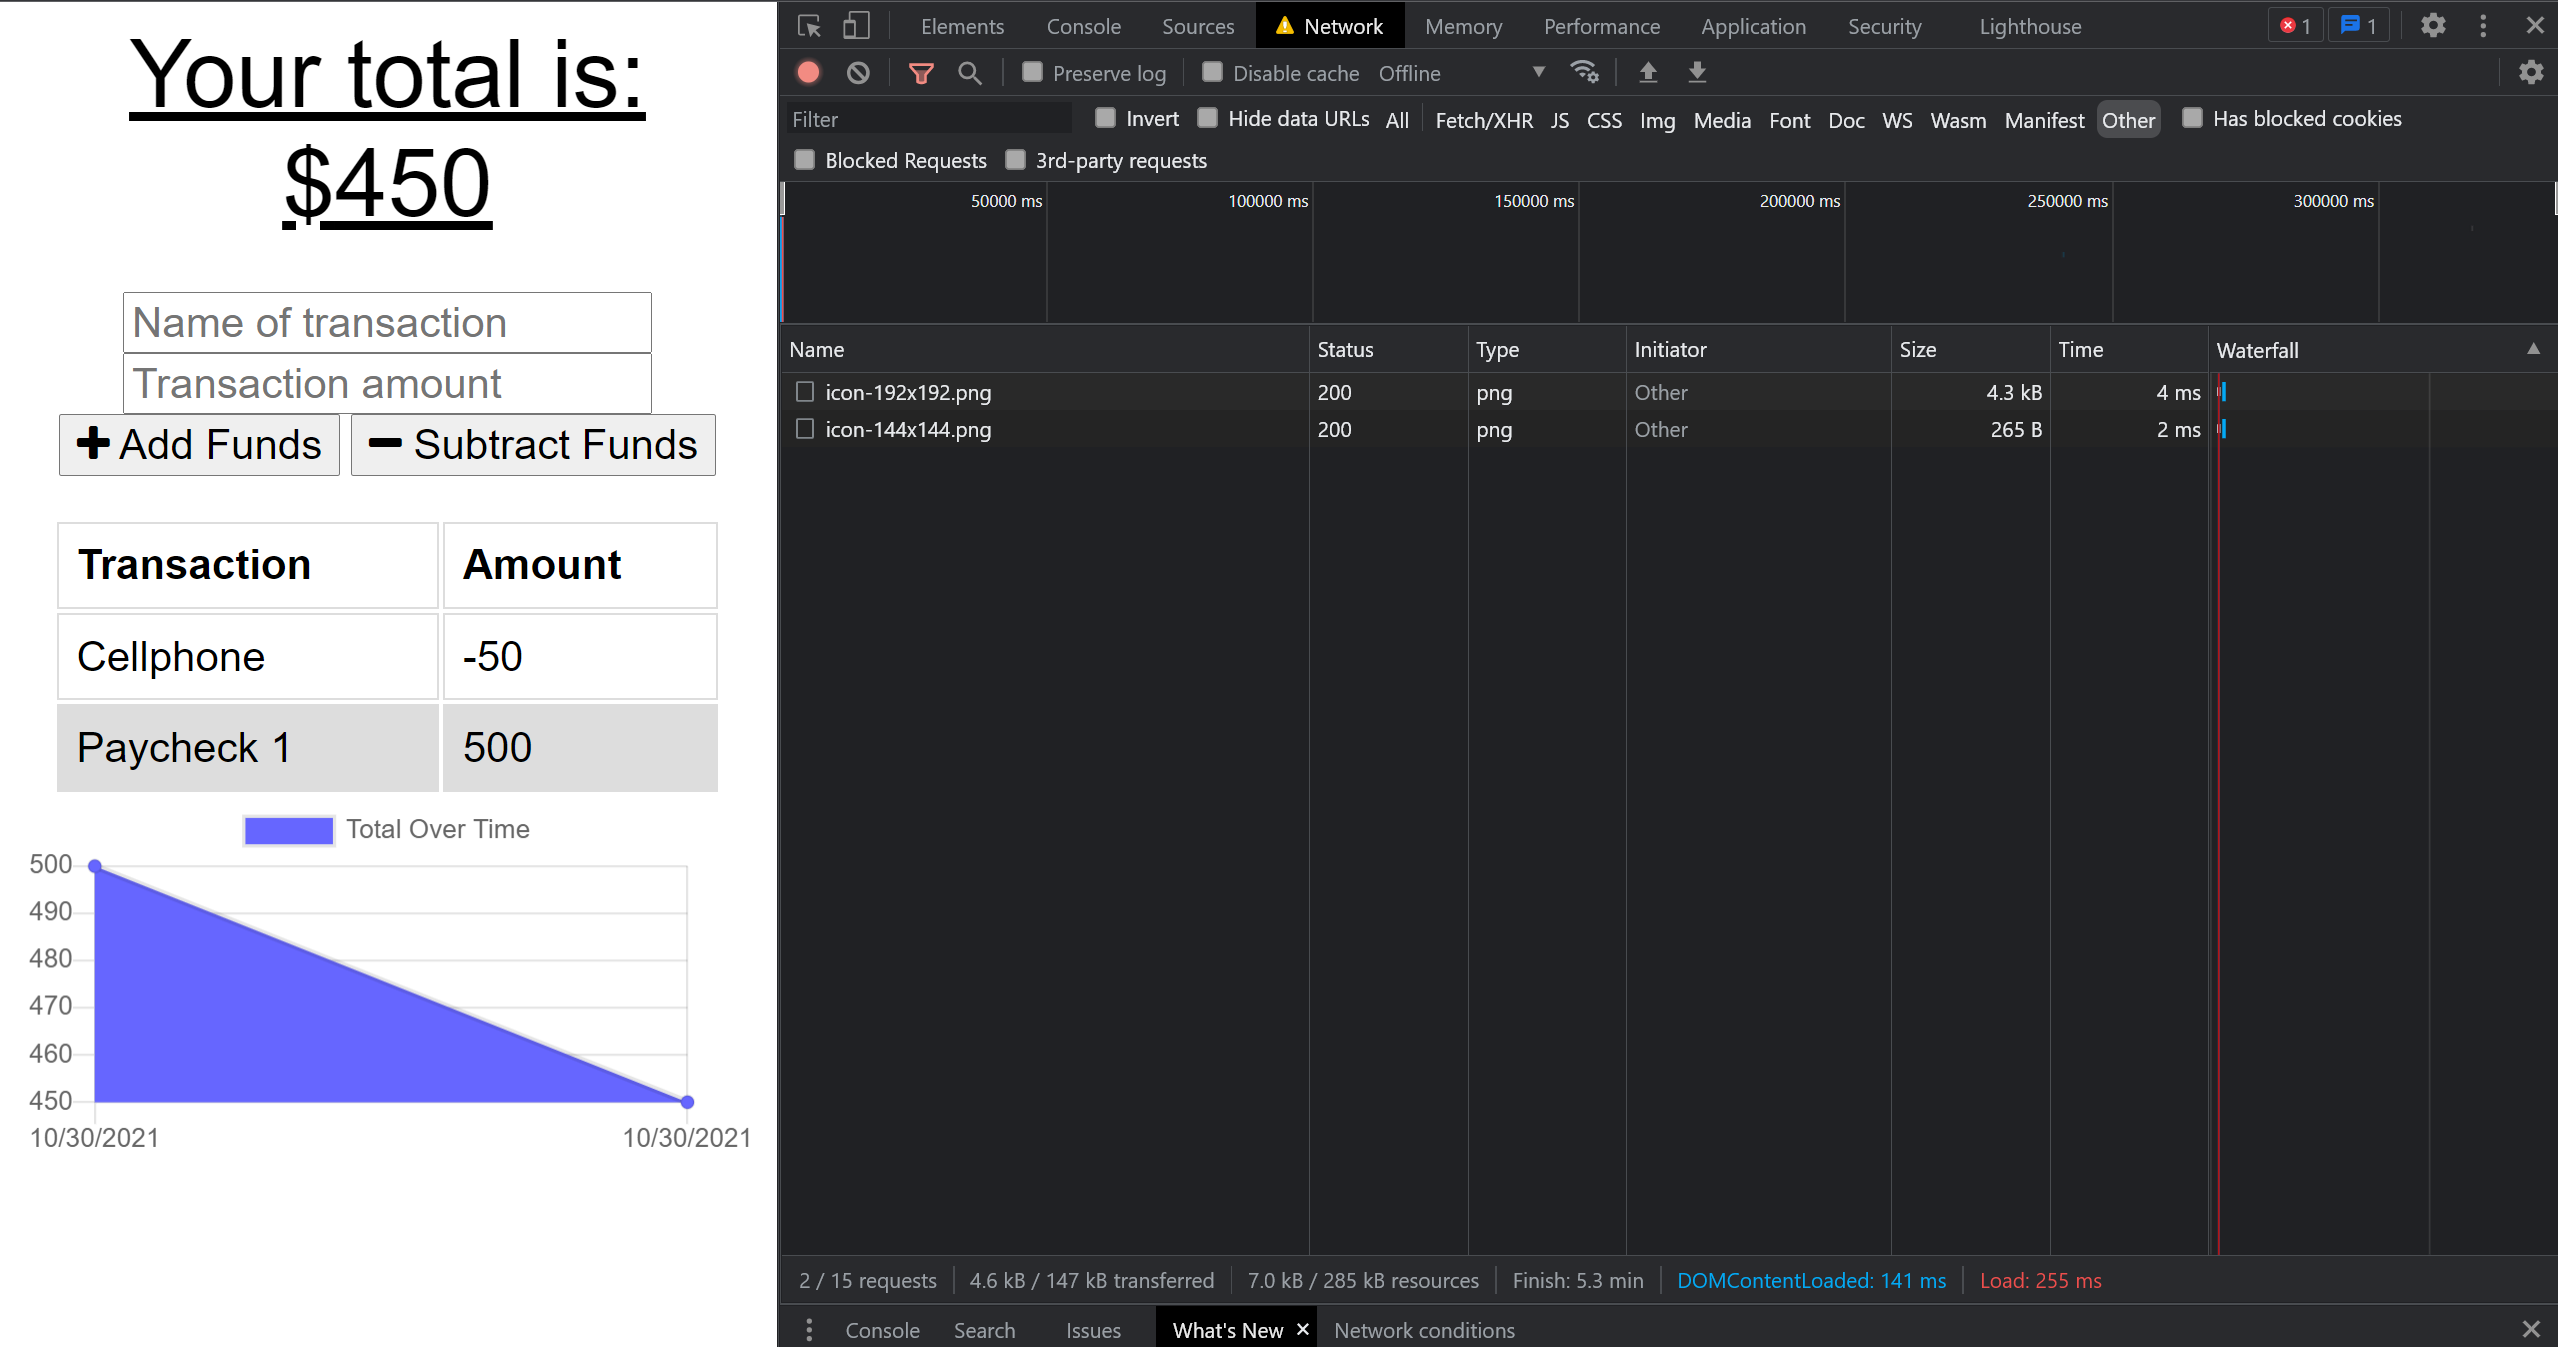 Your total is:
$450
Name of transaction
Transaction amount
Add Funds Subtract Funds
Transaction Amount
Cellphone -50
Paycheck 1 500
Total Over Time
500
490
480
470
460
450
10/30/2021 10/30/2021
Elements Console Sources Network Memory Performance Application Security Lighthouse 1 1
Preserve log Disable cache Offline
Filter Invert Hide data URLs All Fetch/XHR JS CSS Img Media Font Doc WS Wasm Manifest Other Has blocked cookies
Blocked Requests 3rd-party requests
50000 ms 100000 ms 150000 ms 200000 ms 250000 ms 300000 ms
Name Status Type Initiator Size Time Waterfall
icon-192x192.png 200 png Other 4.3 kB 4 ms
icon-144x144.png 200 png Other 265 B 2 ms
2 / 15 requests 4.6 kB / 147 kB transferred 7.0 kB / 285 kB resources Finish: 5.3 min DOMContentLoaded: 141 ms Load: 255 ms
Console Search Issues What's New Network conditions